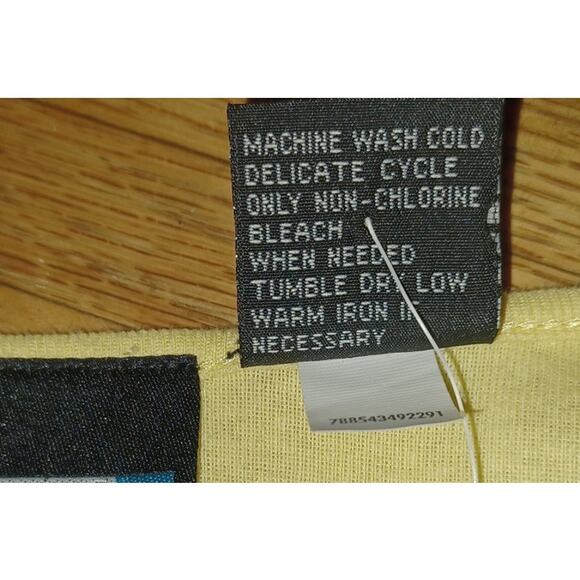 MACHINE WASH COLD
DELICATE CYCLE
ONLY NON-CHLORINE
BLEACH
WHEN NEEDED
TUMBLE DRY LOW
WARM IRON IF
NECESSARY
788543492291